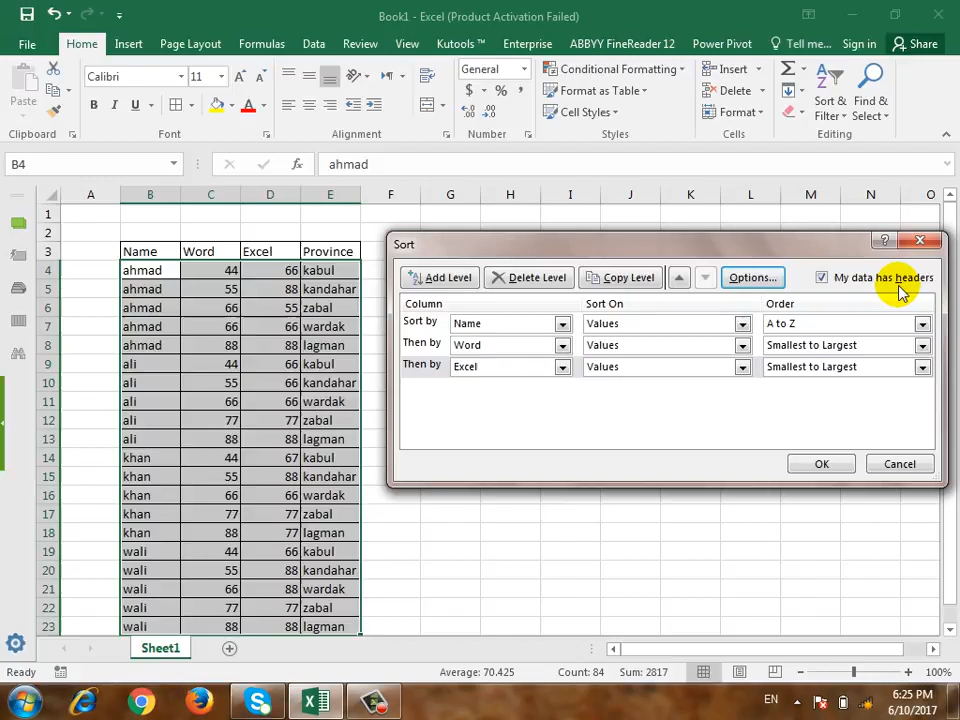 Book1 - Excel (Product Activation Failed)
File Home Insert Page Layout Formulas Data Review View Kutools ™ Enterprise ABBYY FineReader 12 Power Pivot Tell me... Sign in Share
Paste
Clipboard
Calibri 11
B I U
Font
Alignment
General
$ % ,
Number
Conditional Formatting
Format as Table
Cell Styles
Styles
Insert
Delete
Format
Cells
Sort & Filter
Find & Select
Editing
B4 fx ahmad
A B C D E F G H I J K L M N O
1
2
3 Name Word Excel Province
4 ahmad 44 66 kabul
5 ahmad 55 88 kandahar
6 ahmad 66 55 zabal
7 ahmad 66 66 wardak
8 ahmad 88 88 lagman
9 ali 44 66 kabul
10 ali 55 66 kandahar
11 ali 66 66 wardak
12 ali 77 77 zabal
13 ali 88 88 lagman
14 khan 44 67 kabul
15 khan 55 88 kandahar
16 khan 66 66 wardak
17 khan 77 77 zabal
18 khan 88 77 lagman
19 wali 44 66 kabul
20 wali 55 88 kandahar
21 wali 66 88 wardak
22 wali 77 77 zabal
23 wali 88 88 lagman
Sort
Add Level Delete Level Copy Level Options... My data has headers
Column Sort On Order
Sort by Name Values A to Z
Then by Word Values Smallest to Largest
Then by Excel Values Smallest to Largest
OK Cancel
Sheet1
Ready Average: 70.425 Count: 84 Sum: 2817 100%
EN 6:25 PM
6/10/2017